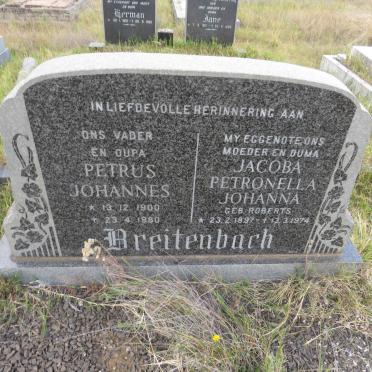 Herman
Jane
IN LIEFDEVOLLE HERINNERING AAN
ONS VADER
EN OUPA
PETRUS
JOHANNES
* 13.12.1900
† 23.4.1980
MY EGGENOTE ONS
MOEDER EN OUMA
JACOBA
PETRONELLA
JOHANNA
GEB. ROBERTS
* 23.2.1897 - † 13.3.1974
Breitenbach